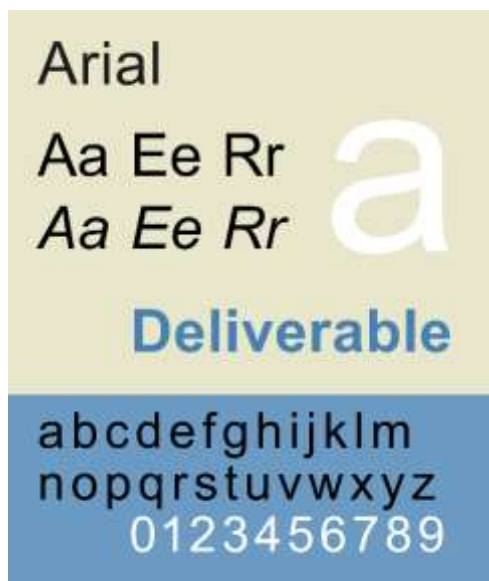 Arial
Aa Ee Rr
Aa Ee Rr
a
Deliverable
abcdefghijklm
nopqrstuvwxyz
0123456789